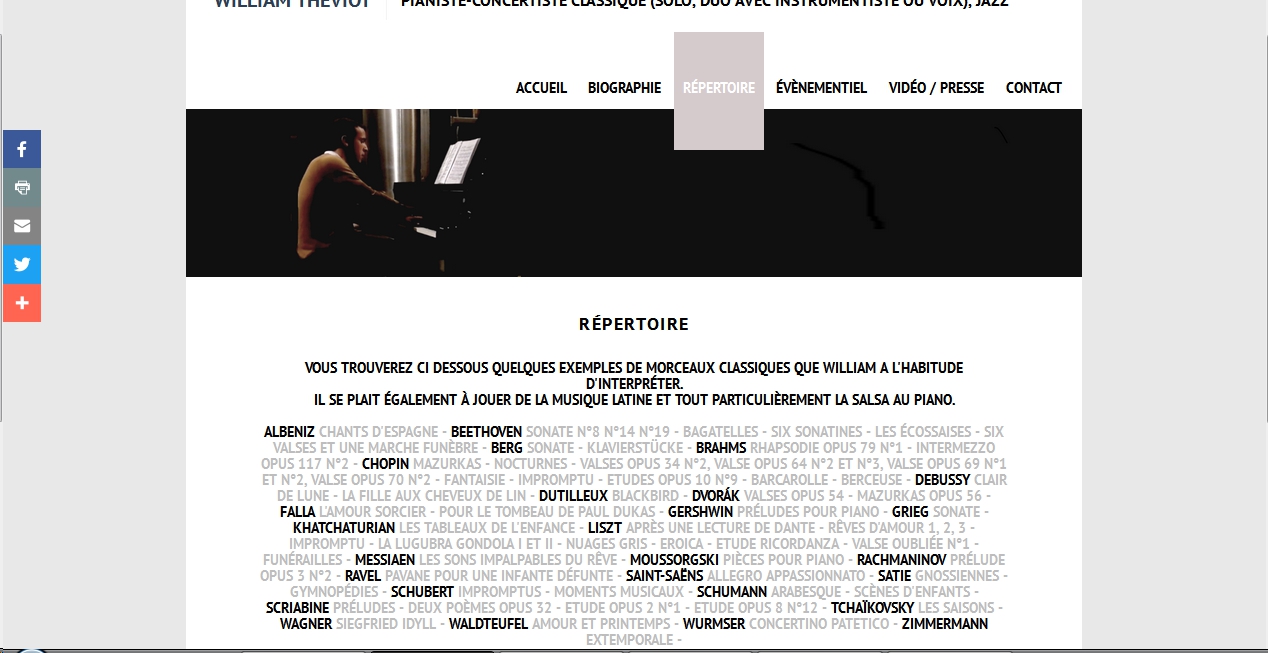 WILLIAM THEVIOT
PIANISTE-CONCERTISTE CLASSIQUE (SOLO, DUO AVEC INSTRUMENTISTE OU VOIX), JAZZ
ACCUEIL BIOGRAPHIE RÉPERTOIRE ÉVÈNEMENTIEL VIDÉO / PRESSE CONTACT
RÉPERTOIRE
VOUS TROUVEREZ CI DESSOUS QUELQUES EXEMPLES DE MORCEAUX CLASSIQUES QUE WILLIAM A L'HABITUDE
D'INTERPRÉTER.
IL SE PLAIT ÉGALEMENT À JOUER DE LA MUSIQUE LATINE ET TOUT PARTICULIÈREMENT LA SALSA AU PIANO.
ALBENIZ CHANTS D'ESPAGNE - BEETHOVEN SONATE N°8 N°14 N°19 - BAGATELLES - SIX SONATINES - LES ÉCOSSAISES - SIX
VALSES ET UNE MARCHE FUNÈBRE - BERG SONATE - KLAVIERSTÜCKE - BRAHMS RHAPSODIE OPUS 79 N°1 - INTERMEZZO
OPUS 117 N°2 - CHOPIN MAZURKAS - NOCTURNES - VALSES OPUS 34 N°2, VALSE OPUS 64 N°2 ET N°3, VALSE OPUS 69 N°1
ET N°2, VALSE OPUS 70 N°2 - FANTAISIE - IMPROMPTU - ETUDES OPUS 10 N°9 - BARCAROLLE - BERCEUSE - DEBUSSY CLAIR
DE LUNE - LA FILLE AUX CHEVEUX DE LIN - DUTILLEUX BLACKBIRD - DVORÁK VALSES OPUS 54 - MAZURKAS OPUS 56 -
FALLA L'AMOUR SORCIER - POUR LE TOMBEAU DE PAUL DUKAS - GERSHWIN PRÉLUDES POUR PIANO - GRIEG SONATE -
KHATCHATURIAN LES TABLEAUX DE L'ENFANCE - LISZT APRÈS UNE LECTURE DE DANTE - RÊVES D'AMOUR 1, 2, 3 -
IMPROMPTU - LA LUGUBRA GONDOLA I ET II - NUAGES GRIS - EROICA - ETUDE RICORDANZA - VALSE OUBLIÉE N°1 -
FUNÉRAILLES - MESSIAEN LES SONS IMPALPABLES DU RÊVE - MOUSSORGSKI PIÈCES POUR PIANO - RACHMANINOV PRÉLUDE
OPUS 3 N°2 - RAVEL PAVANE POUR UNE INFANTE DÉFUNTE - SAINT-SAËNS ALLEGRO APPASSIONNATO - SATIE GNOSSIENNES -
GYMNOPÉDIES - SCHUBERT IMPROMPTUS - MOMENTS MUSICAUX - SCHUMANN ARABESQUE - SCÈNES D'ENFANTS -
SCRIABINE PRÉLUDES - DEUX POÈMES OPUS 32 - ETUDE OPUS 2 N°1 - ETUDE OPUS 8 N°12 - TCHAÏKOVSKY LES SAISONS -
WAGNER SIEGFRIED IDYLL - WALDTEUFEL AMOUR ET PRINTEMPS - WURMSER CONCERTINO PATETICO - ZIMMERMANN
EXTEMPORALE -